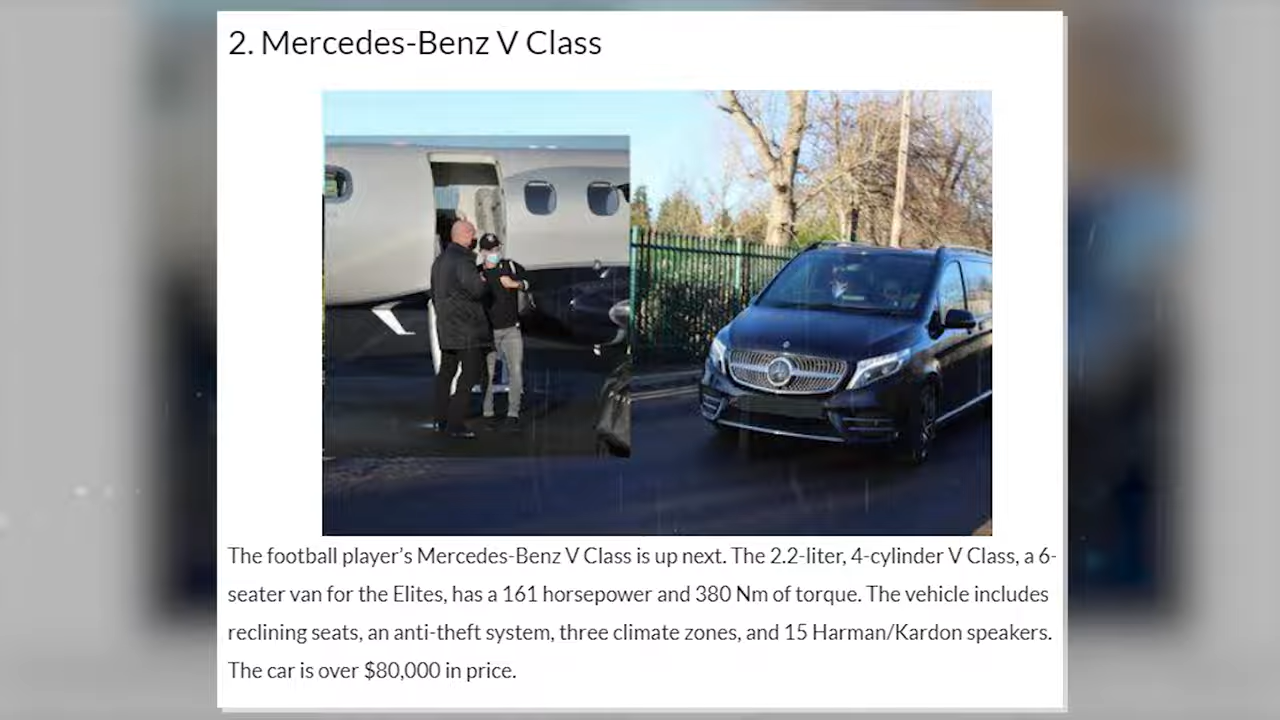 2. Mercedes-Benz V Class
The football player’s Mercedes-Benz V Class is up next. The 2.2-liter, 4-cylinder V Class, a 6-
seater van for the Elites, has a 161 horsepower and 380 Nm of torque. The vehicle includes
reclining seats, an anti-theft system, three climate zones, and 15 Harman/Kardon speakers.
The car is over $80,000 in price.